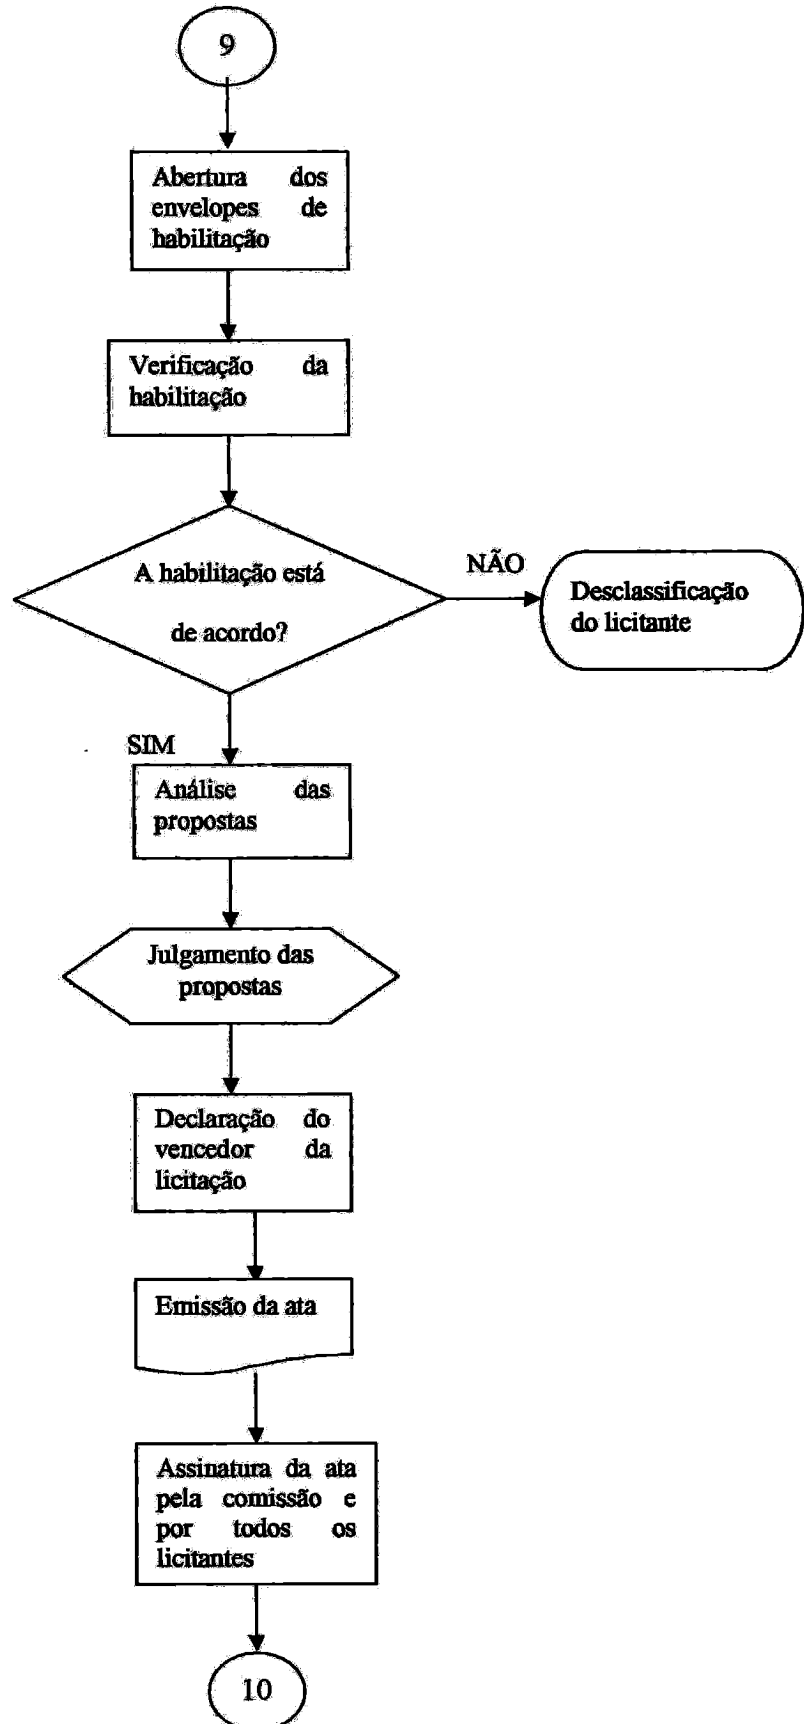 9
Abertura dos
envelopes de
habilitação
Verificação da
habilitação
A habilitação está
de acordo?
NÃO
Desclassificação
do licitante
SIM
Análise das
propostas
Julgamento das
propostas
Declaração do
vencedor da
licitação
Emissão da ata
Assinatura da ata
pela comissão e
por todos os
licitantes
10